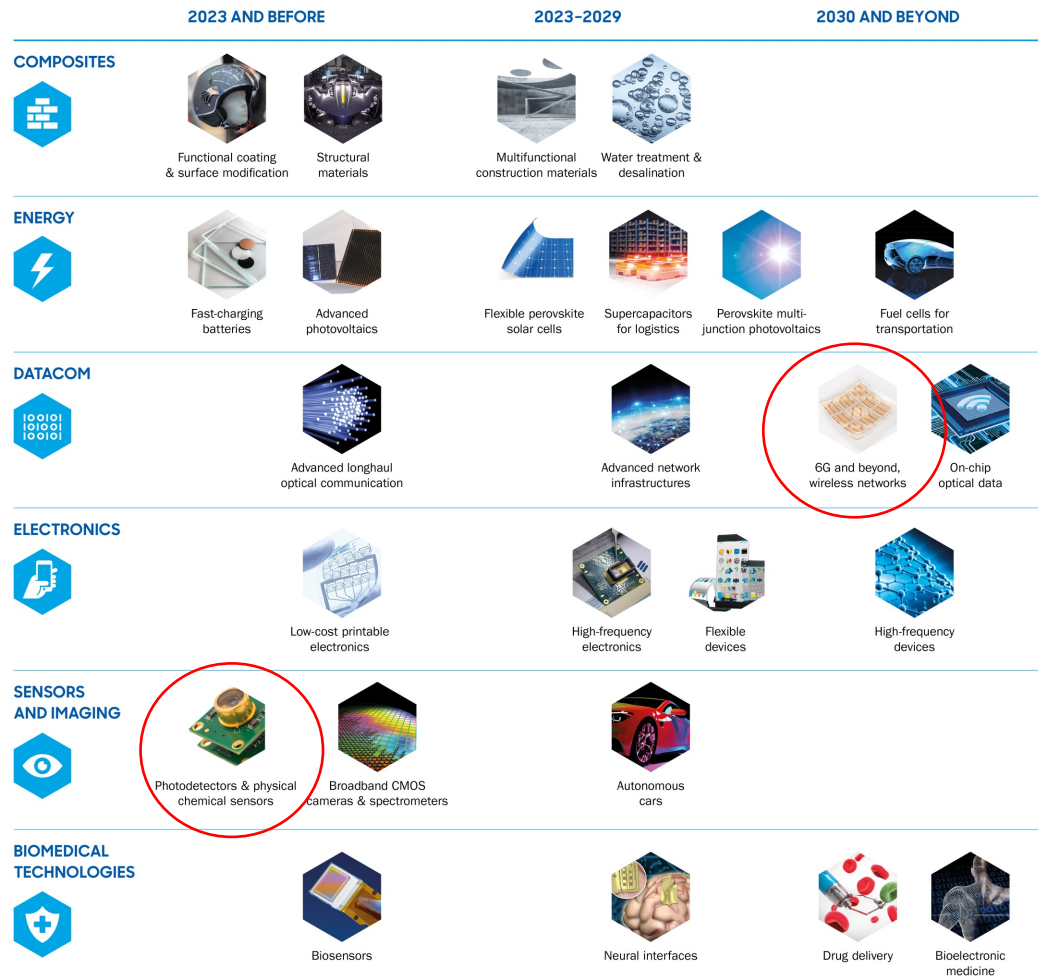 2023 AND BEFORE
2023–2029
2030 AND BEYOND
COMPOSITES
Functional coating
& surface modification
Structural
materials
Multifunctional
construction materials
Water treatment &
desalination
ENERGY
Fast-charging
batteries
Advanced
photovoltaics
Flexible perovskite
solar cells
Supercapacitors
for logistics
Perovskite multi-
junction photovoltaics
Fuel cells for
transportation
DATACOM
100101
101001
100101
Advanced longhaul
optical communication
Advanced network
infrastructures
6G and beyond,
wireless networks
On-chip
optical data
ELECTRONICS
Low-cost printable
electronics
High-frequency
electronics
Flexible
devices
High-frequency
devices
SENSORS
AND IMAGING
Photodetectors & physical
chemical sensors
Broadband CMOS
cameras & spectrometers
Autonomous
cars
BIOMEDICAL
TECHNOLOGIES
Biosensors
Neural interfaces
Drug delivery
Bioelectronic
medicine